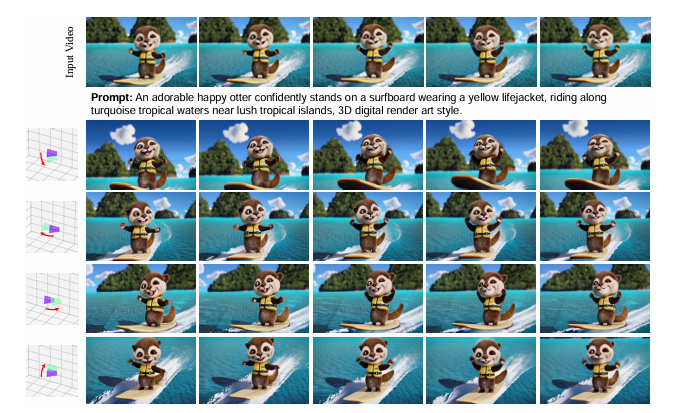 Input Video
Prompt: An adorable happy otter confidently stands on a surfboard wearing a yellow lifejacket, riding along
turquoise tropical waters near lush tropical islands, 3D digital render art style.